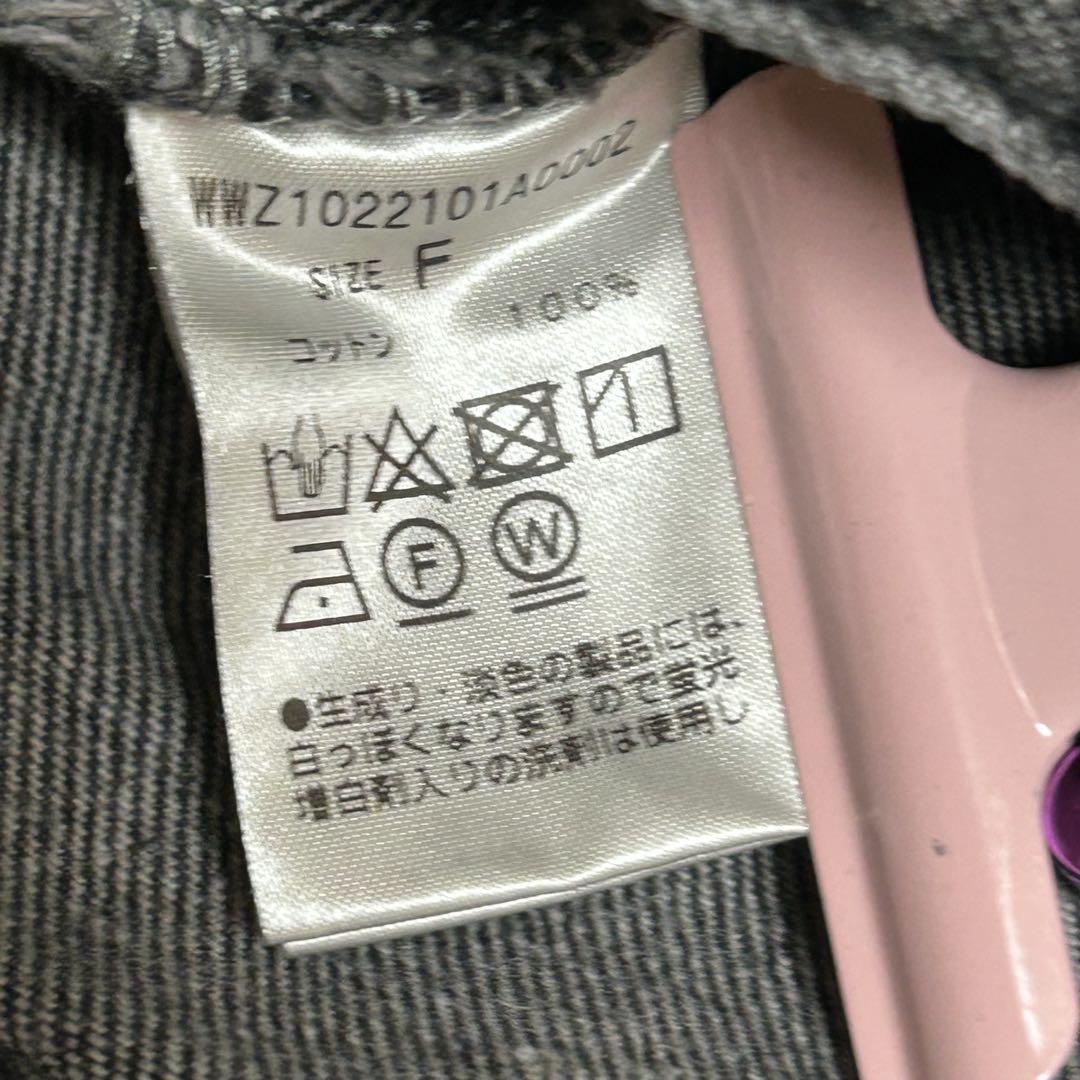 WWZ1022101A0002
SIZE F
コットン 100%
F W
●生成り・淡色の製品には、
白っぽくなりますので蛍光
増白剤入りの洗剤は使用し